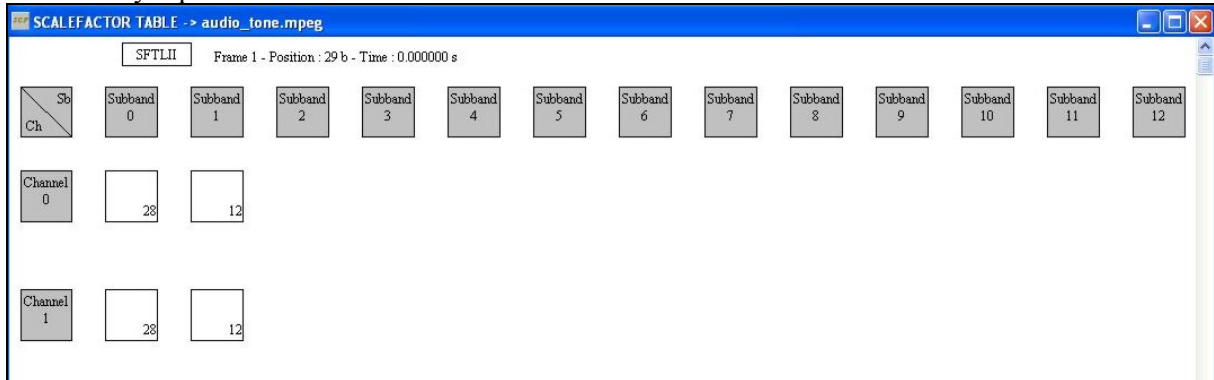 SCALEFACTOR TABLE -> audio_tone.mpeg
SFTLII Frame 1 - Position : 29 b - Time : 0.000000 s
Sb Subband Subband Subband Subband Subband Subband Subband Subband Subband Subband Subband Subband Subband
Ch 0 1 2 3 4 5 6 7 8 9 10 11 12
Channel
0
28 12
Channel
1
28 12